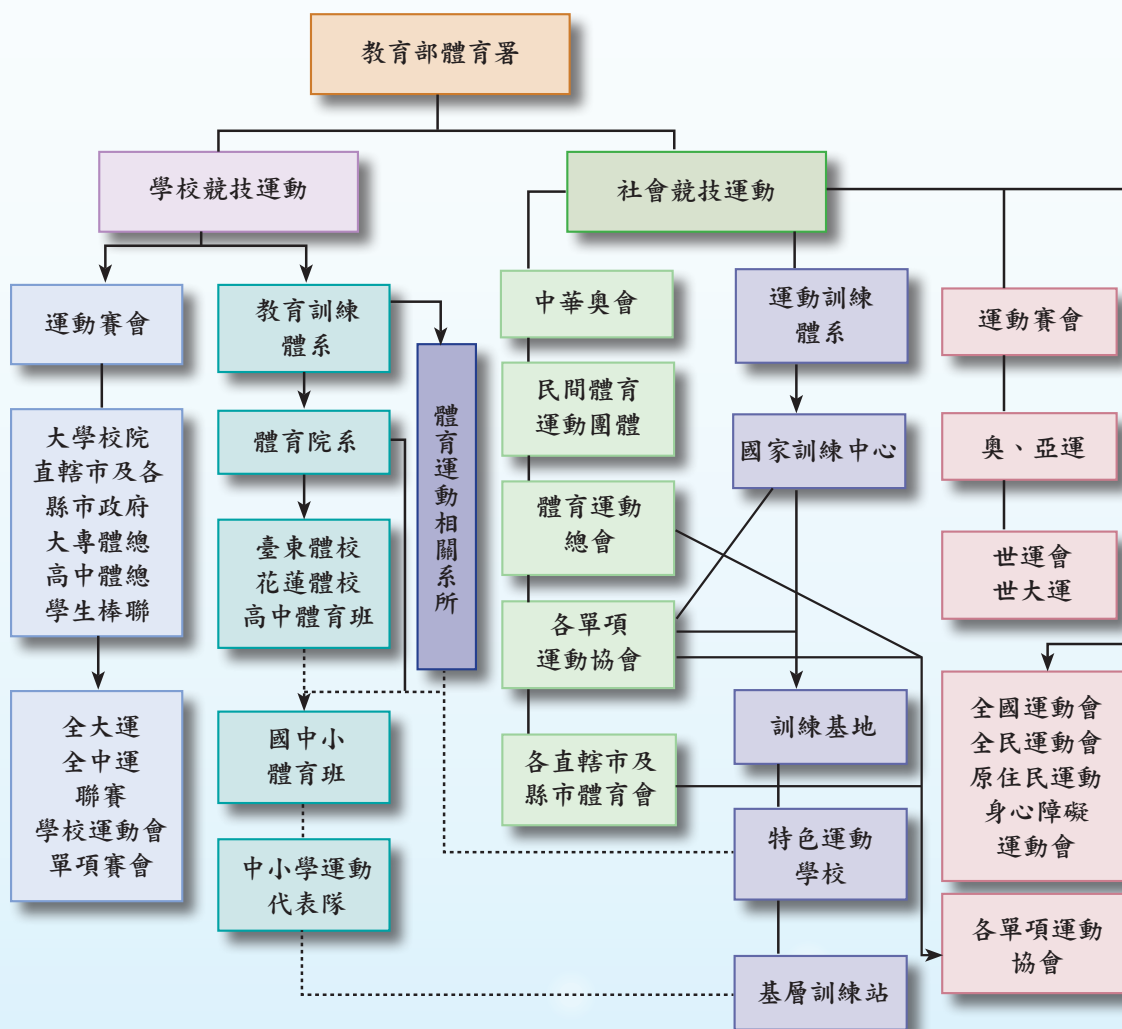 教育部體育署
學校競技運動
社會競技運動
運動賽會
大學校院
直轄市及各
縣市政府
大專體總
高中體總
學生棒聯
全大運
全中運
聯賽
學校運動會
單項賽會
教育訓練
體系
體育院系
臺東體校
花蓮體校
高中體育班
國中小
體育班
中小學運動
代表隊
體育運動相關系所
中華奧會
民間體育
運動團體
體育運動
總會
各單項
運動協會
各直轄市及
縣市體育會
運動訓練
體系
國家訓練中心
訓練基地
特色運動
學校
基層訓練站
運動賽會
奧、亞運
世運會
世大運
全國運動會
全民運動會
原住民運動
身心障礙
運動會
各單項運動
協會